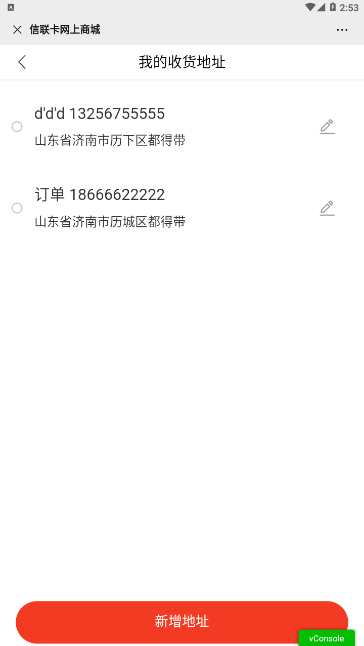 2:53
信联卡网上商城
我的收货地址
d'd'd 13256755555
山东省济南市历下区都得带
订单 18666622222
山东省济南市历城区都得带
新增地址
vConsole